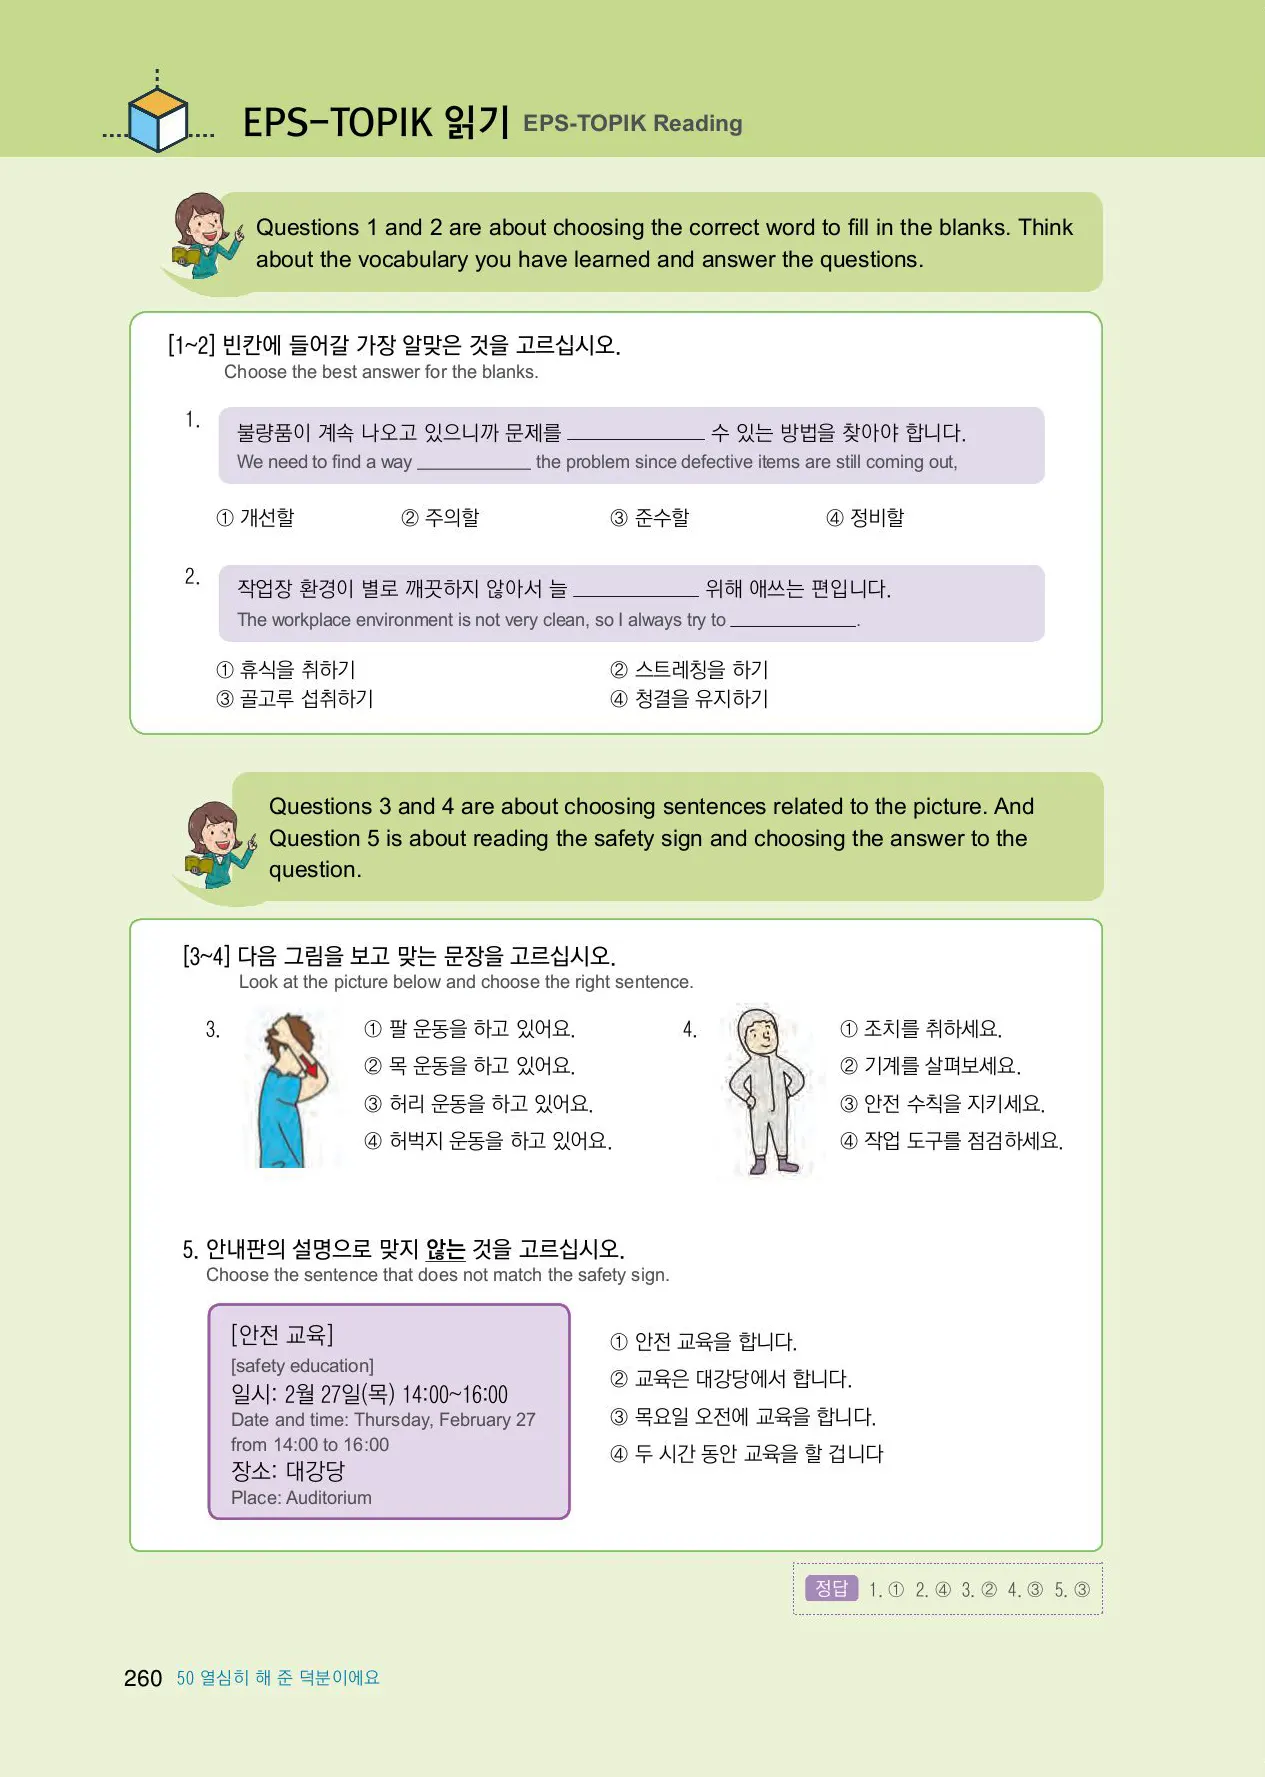 EPS-TOPIK 읽기 EPS-TOPIK Reading
Questions 1 and 2 are about choosing the correct word to fill in the blanks. Think
about the vocabulary you have learned and answer the questions.
[1~2] 빈칸에 들어갈 가장 알맞은 것을 고르십시오.
Choose the best answer for the blanks.
1. 불량품이 계속 나오고 있으니까 문제를 ____________ 수 있는 방법을 찾아야 합니다.
We need to find a way ____________ the problem since defective items are still coming out,
① 개선할 ② 주의할 ③ 준수할 ④ 정비할
2. 작업장 환경이 별로 깨끗하지 않아서 늘 ____________ 위해 애쓰는 편입니다.
The workplace environment is not very clean, so I always try to ____________.
① 휴식을 취하기 ② 스트레칭을 하기
③ 골고루 섭취하기 ④ 청결을 유지하기
Questions 3 and 4 are about choosing sentences related to the picture. And
Question 5 is about reading the safety sign and choosing the answer to the
question.
[3~4] 다음 그림을 보고 맞는 문장을 고르십시오.
Look at the picture below and choose the right sentence.
3.
① 팔 운동을 하고 있어요.
② 목 운동을 하고 있어요.
③ 허리 운동을 하고 있어요.
④ 허벅지 운동을 하고 있어요.
4.
① 조치를 취하세요.
② 기계를 살펴보세요.
③ 안전 수칙을 지키세요.
④ 작업 도구를 점검하세요.
5. 안내판의 설명으로 맞지 않는 것을 고르십시오.
Choose the sentence that does not match the safety sign.
[안전 교육]
[safety education]
일시: 2월 27일(목) 14:00~16:00
Date and time: Thursday, February 27
from 14:00 to 16:00
장소: 대강당
Place: Auditorium
① 안전 교육을 합니다.
② 교육은 대강당에서 합니다.
③ 목요일 오전에 교육을 합니다.
④ 두 시간 동안 교육을 할 겁니다
정답 1. ① 2. ④ 3. ② 4. ③ 5. ③
260 50 열심히 해 준 덕분이에요